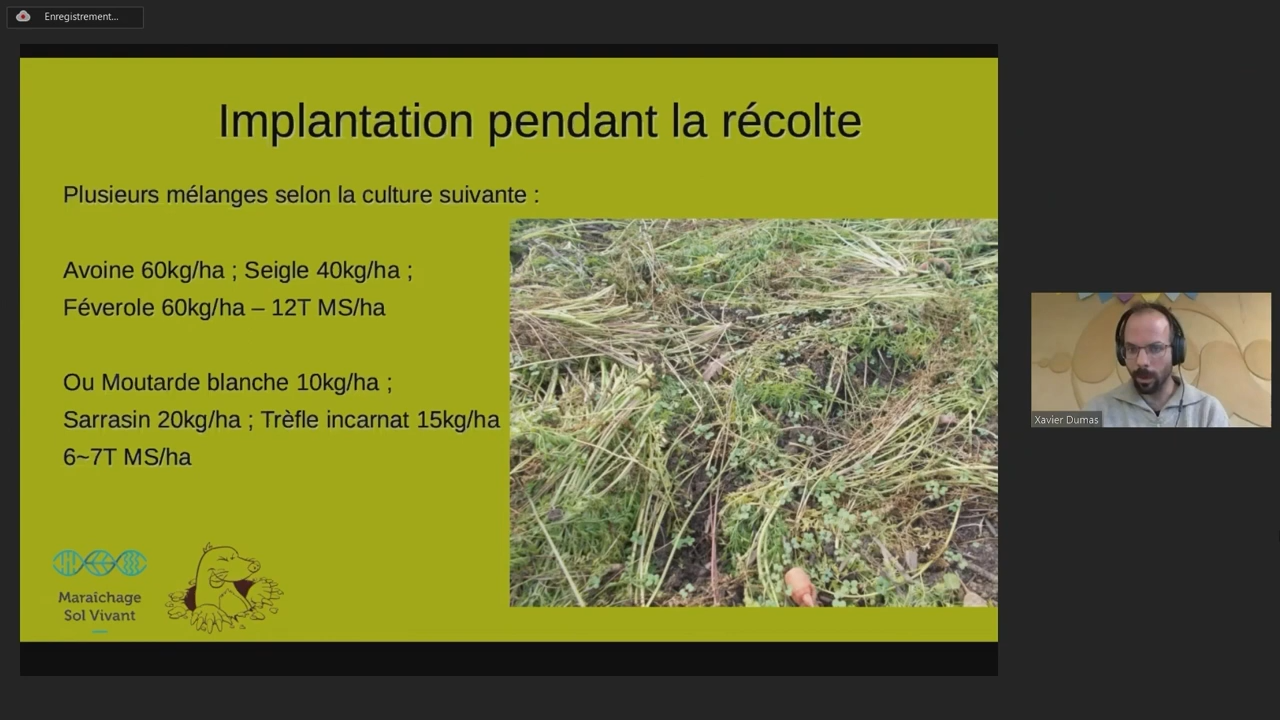 Enregistrement...
Implantation pendant la récolte
Plusieurs mélanges selon la culture suivante :
Avoine 60kg/ha ; Seigle 40kg/ha ;
Féverole 60kg/ha – 12T MS/ha
Ou Moutarde blanche 10kg/ha ;
Sarrasin 20kg/ha ; Trèfle incarnat 15kg/ha
6~7T MS/ha
Maraîchage
Sol Vivant
Xavier Dumas